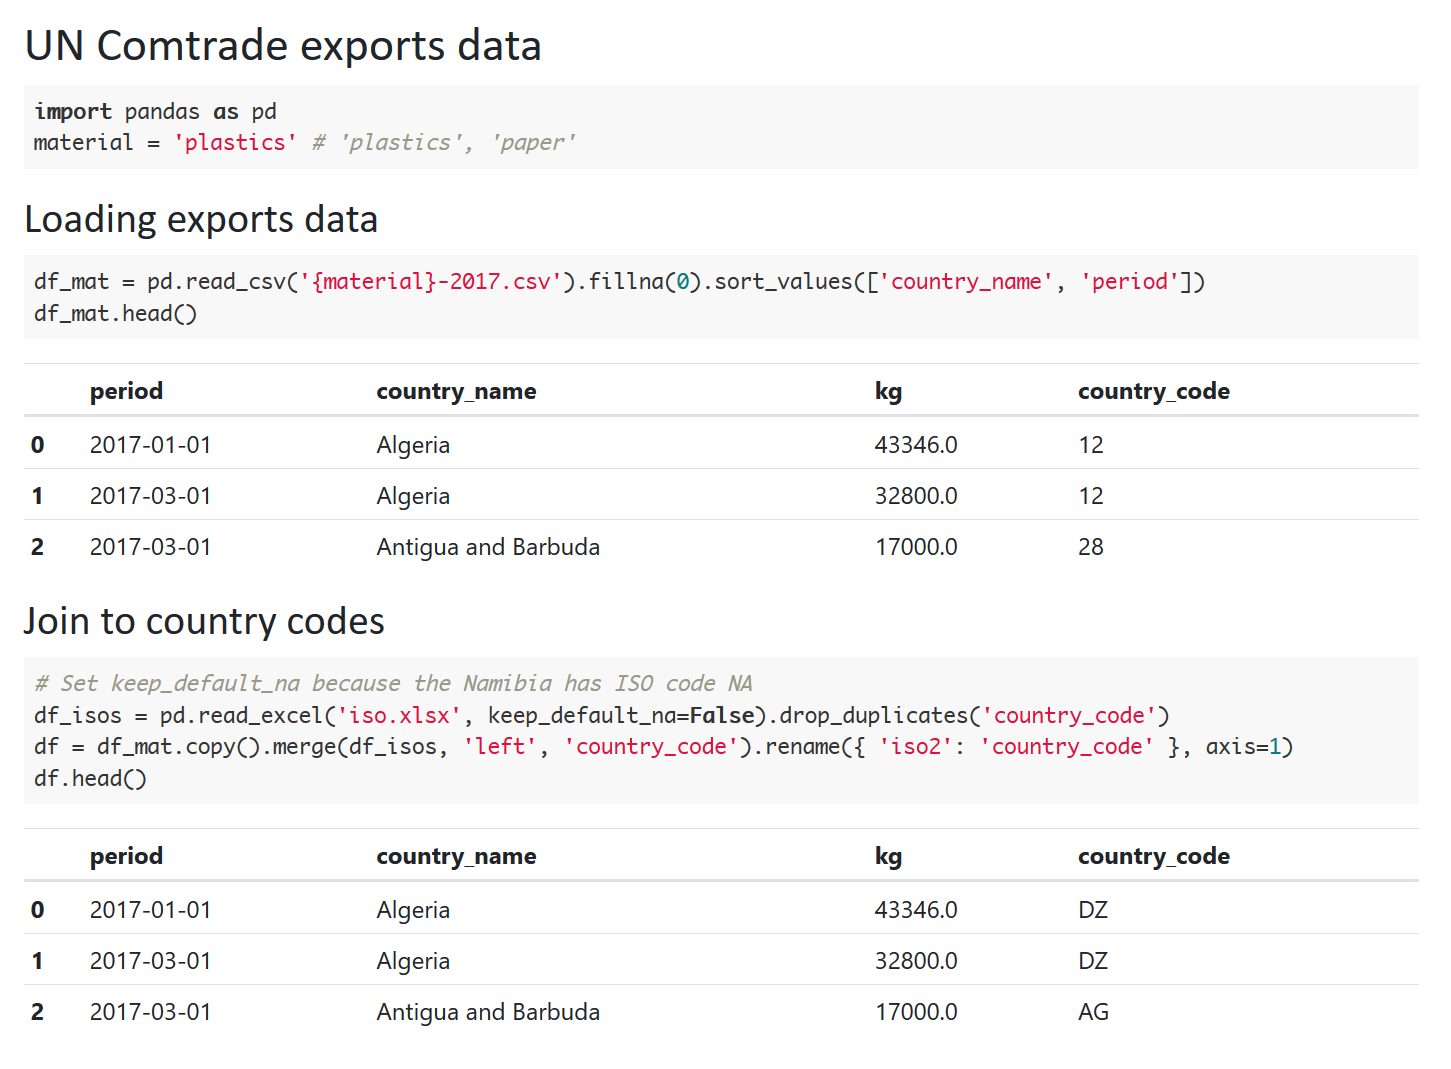 UN Comtrade exports data
import pandas as pd
material = 'plastics' # 'plastics', 'paper'
Loading exports data
df_mat = pd.read_csv('{material}-2017.csv').fillna(0).sort_values(['country_name', 'period'])
df_mat.head()
period country_name kg country_code
0 2017-01-01 Algeria 43346.0 12
1 2017-03-01 Algeria 32800.0 12
2 2017-03-01 Antigua and Barbuda 17000.0 28
Join to country codes
# Set keep_default_na because the Namibia has ISO code NA
df_isos = pd.read_excel('iso.xlsx', keep_default_na=False).drop_duplicates('country_code')
df = df_mat.copy().merge(df_isos, 'left', 'country_code').rename({ 'iso2': 'country_code' }, axis=1)
df.head()
period country_name kg country_code
0 2017-01-01 Algeria 43346.0 DZ
1 2017-03-01 Algeria 32800.0 DZ
2 2017-03-01 Antigua and Barbuda 17000.0 AG